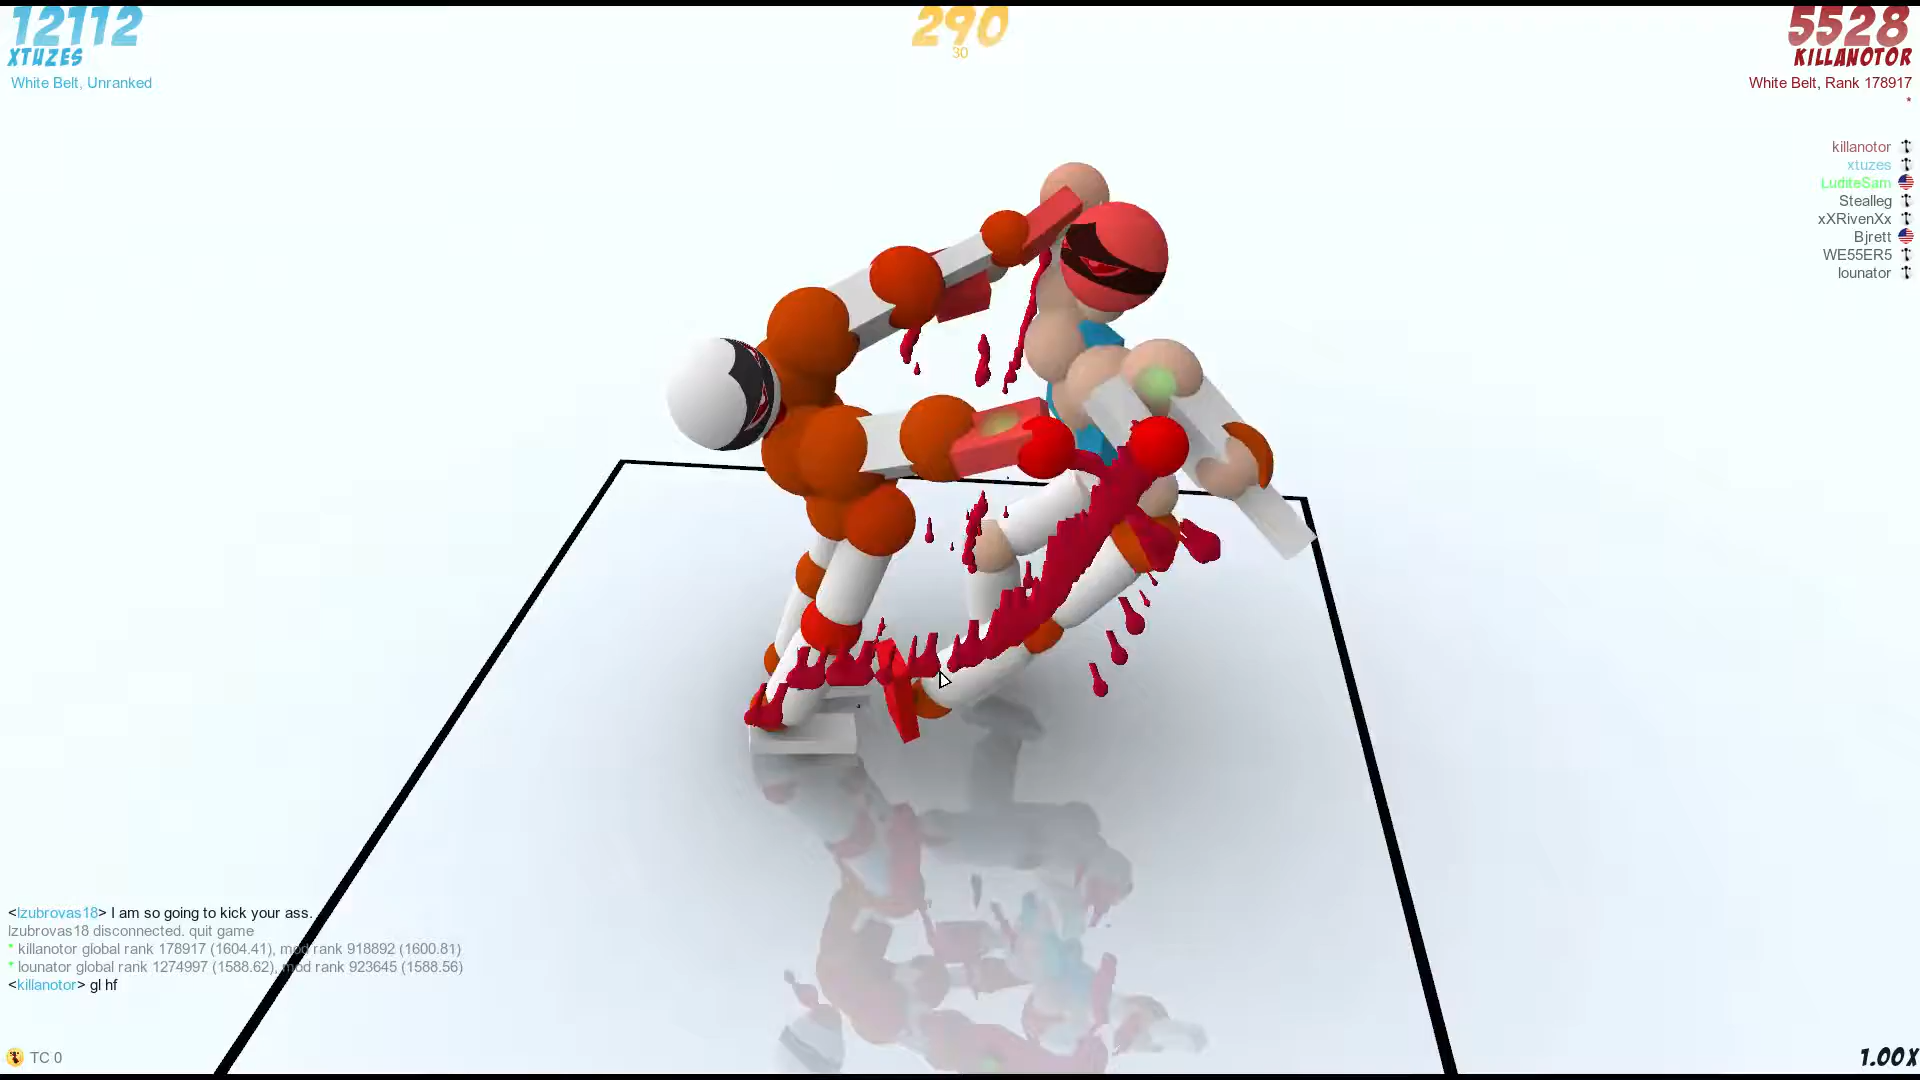 12112
XTUZES
White Belt, Unranked
290
30
5528
KILLANOTOR
White Belt, Rank 178917
*
killanotor
xtuzes
LuditeSam
Stealleg
xXRivenXx
Bjrett
WE55ER5
lounator
<lzubrovas18> I am so going to kick your ass.
lzubrovas18 disconnected. quit game
* killanotor global rank 178917 (1604.41), mod rank 918892 (1600.81)
* lounator global rank 1274997 (1588.62), mod rank 923645 (1588.56)
<killanotor> gl hf
TC 0
1.00X